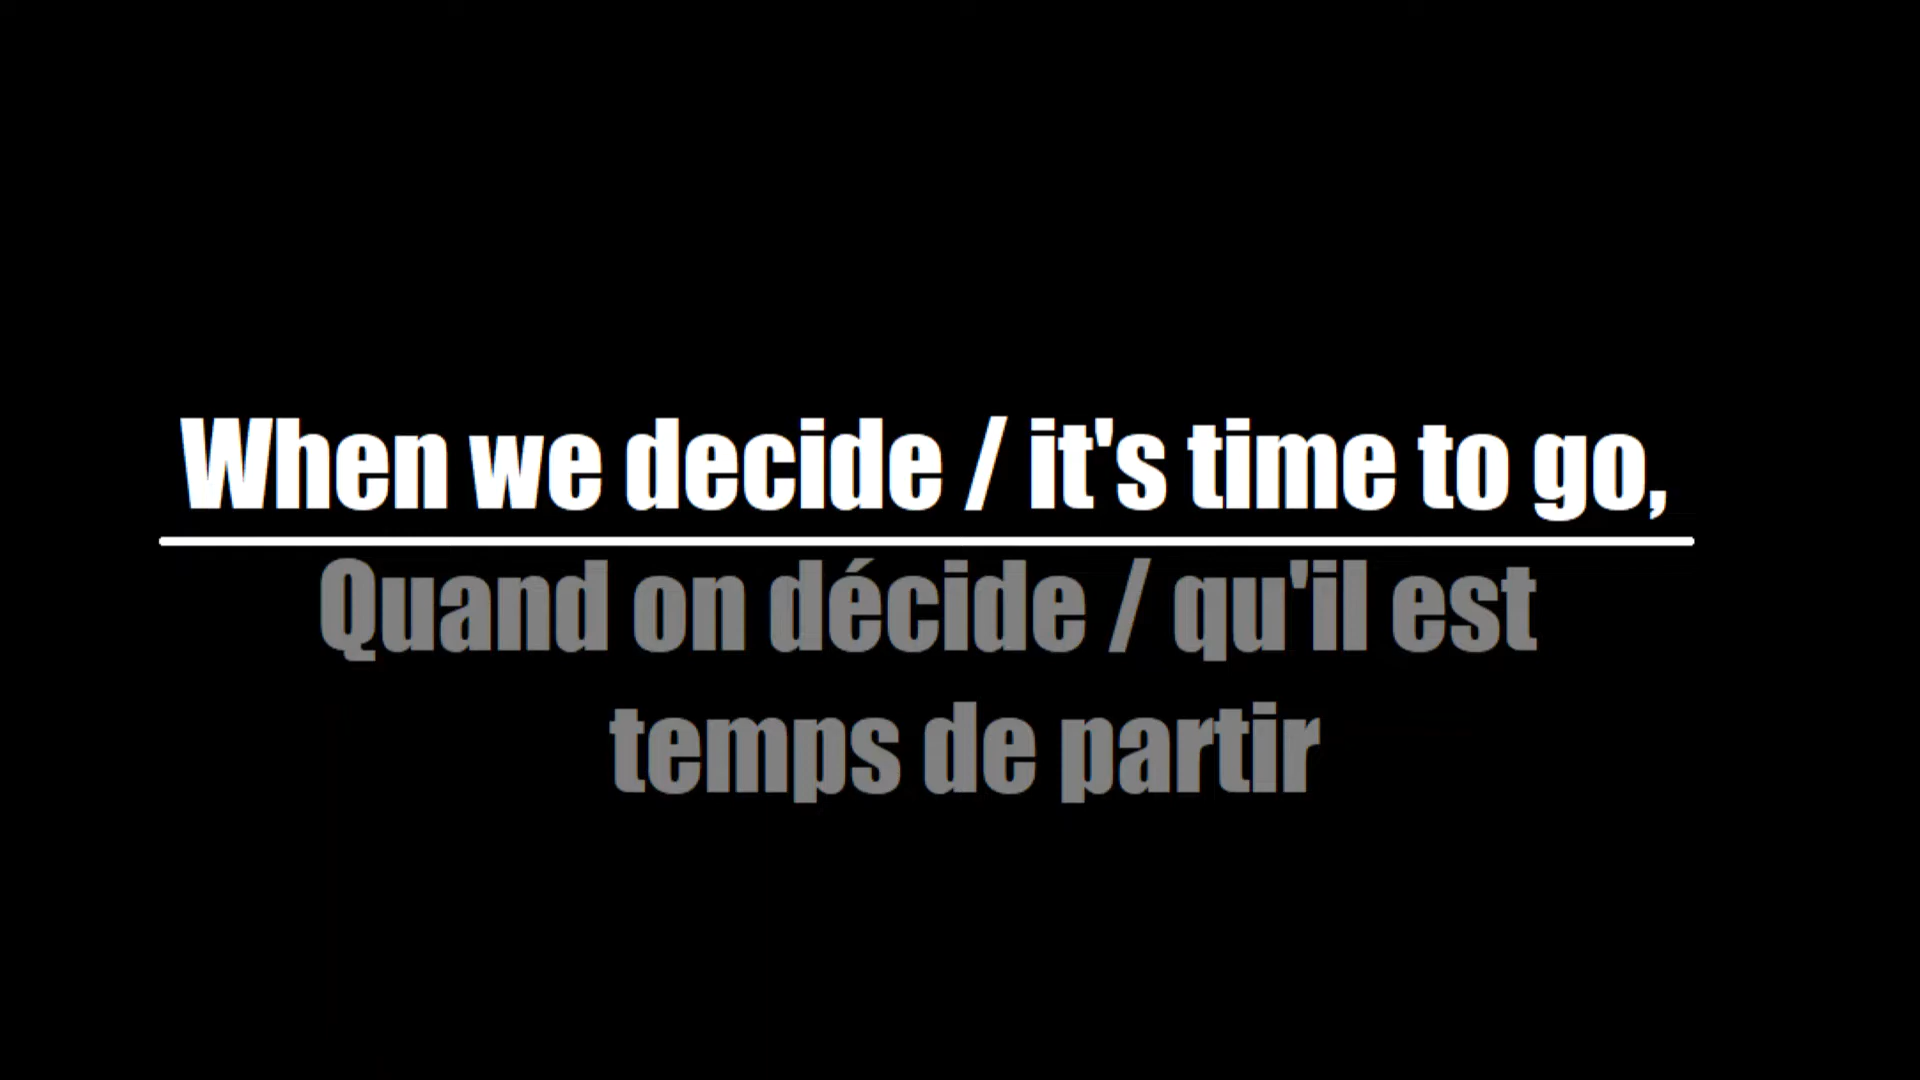 When we decide / it's time to go,
Quand on décide / qu'il est
temps de partir